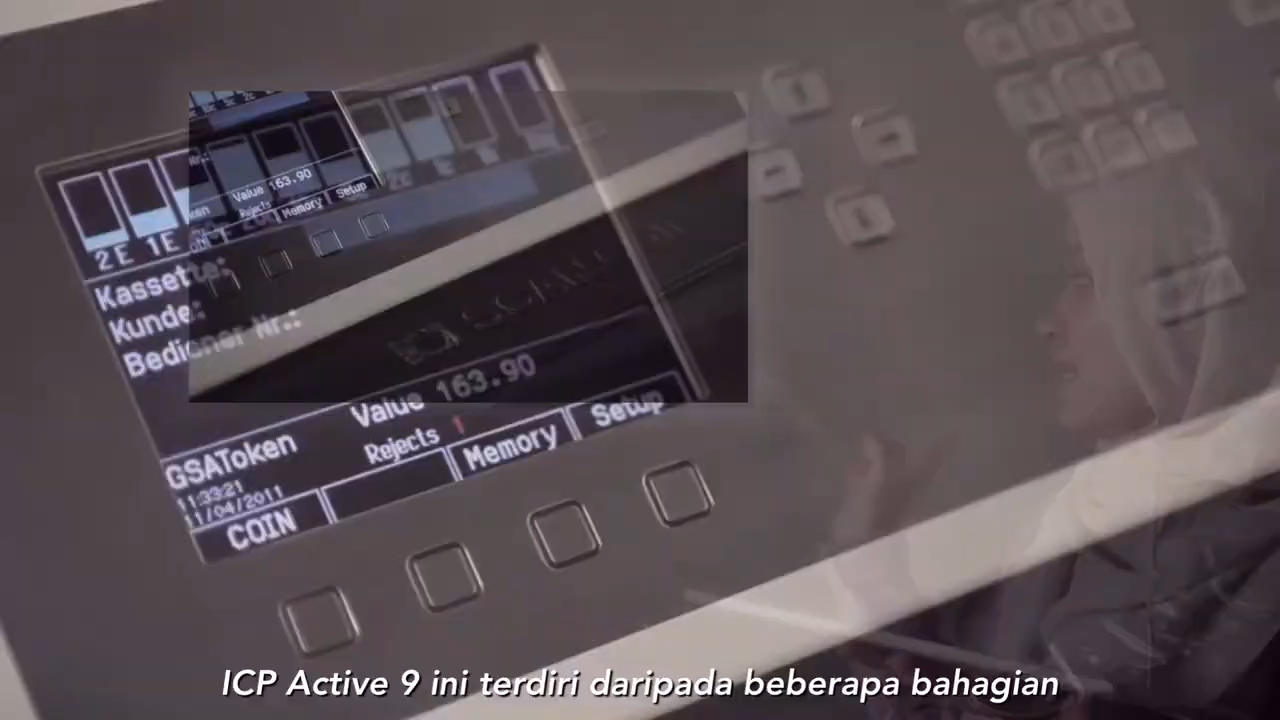 2E 1E
Kassette:
Kunde:
Bediener Nr.:
Value 163.90
Rejects
Memory
Setup
Value 163.90
Rejects
GSAToken
11:33:21
11/04/2011
COIN
Memory
Setup
ICP Active 9 ini terdiri daripada beberapa bahagian